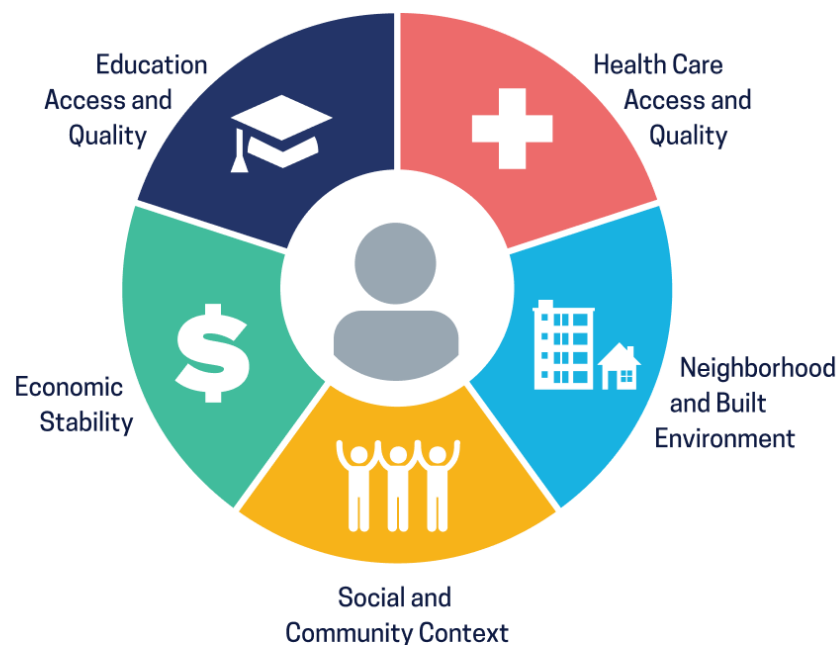 Education
Access and
Quality
Health Care
Access and
Quality
Economic
Stability
Neighborhood
and Built
Environment
Social and
Community Context